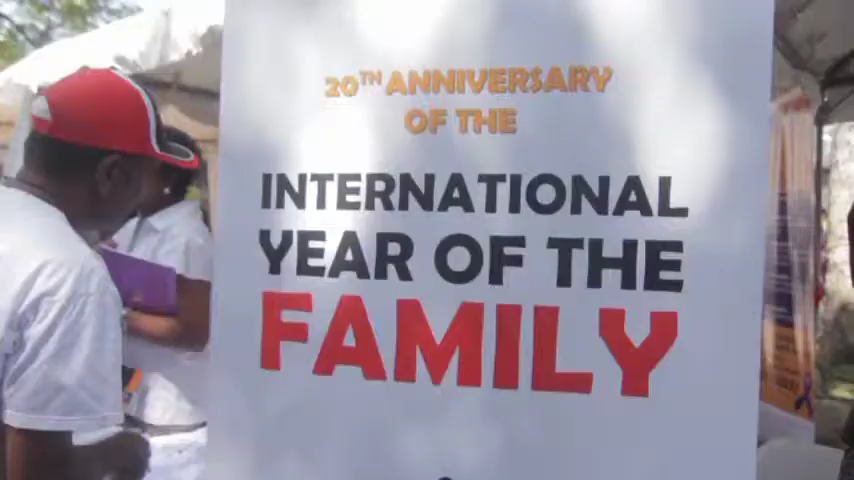 20TH ANNIVERSARY
OF THE
INTERNATIONAL
YEAR OF THE
FAMILY